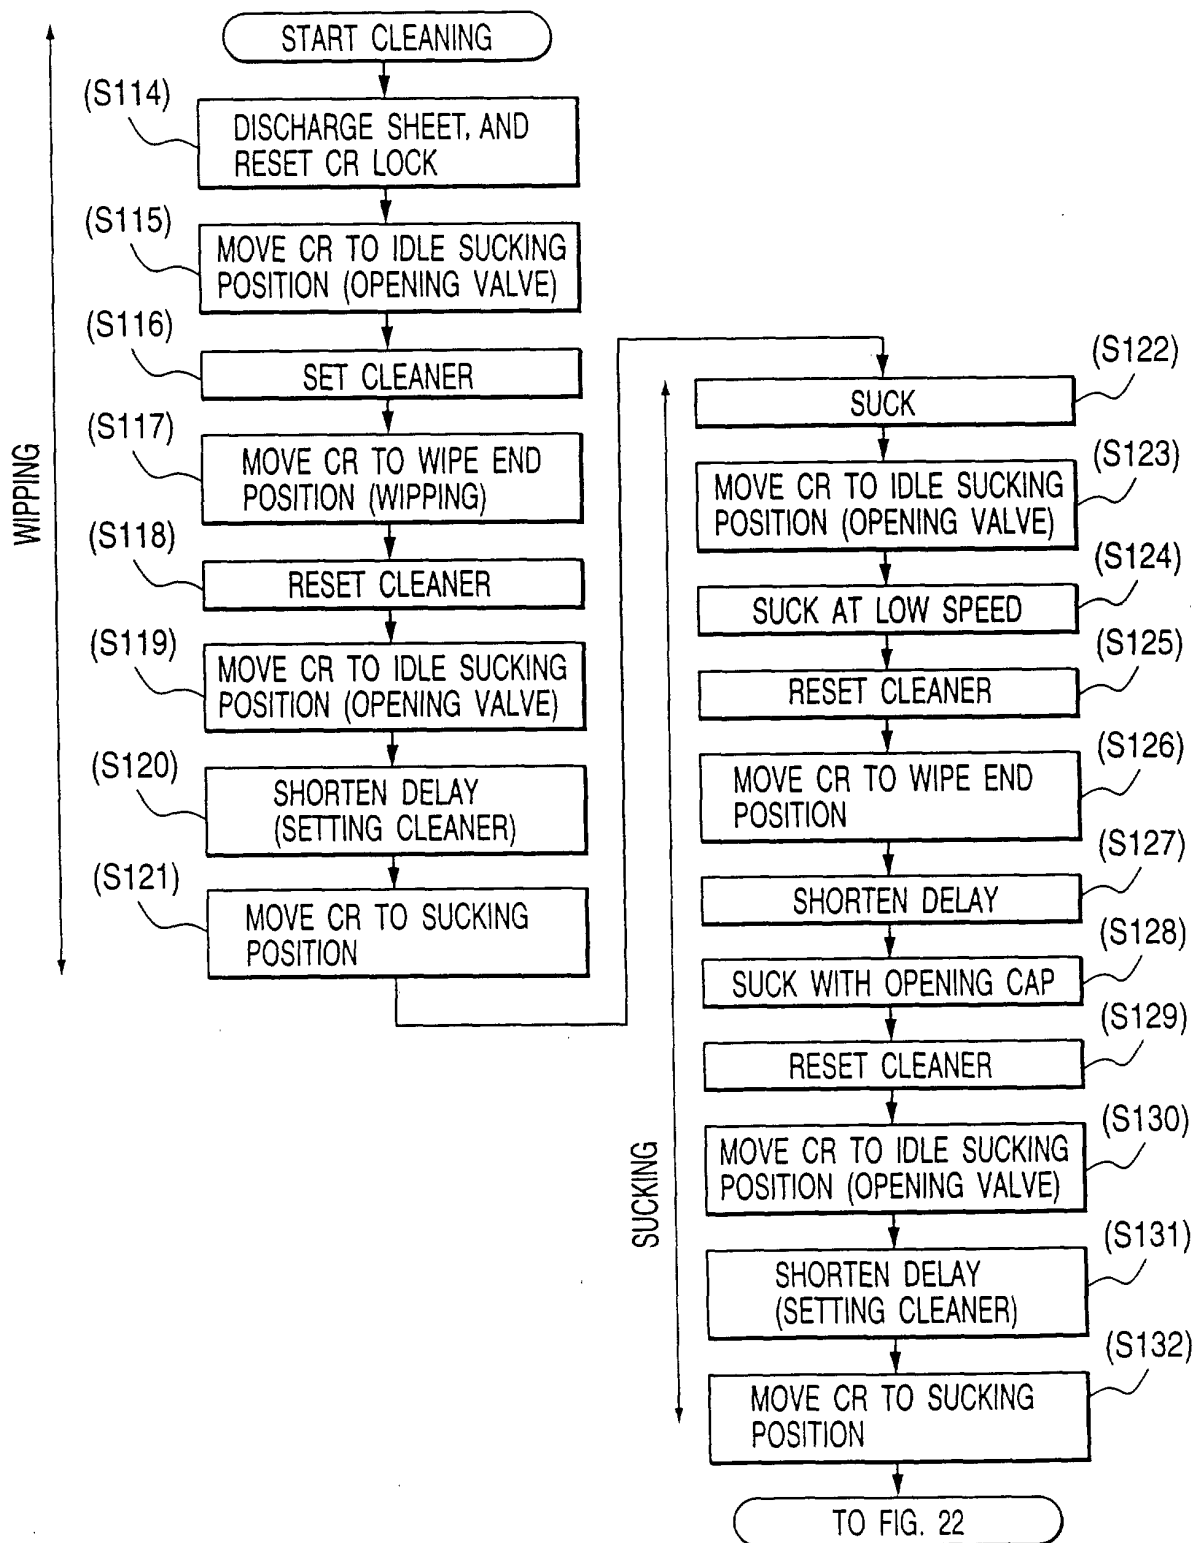 START CLEANING
(S114)
DISCHARGE SHEET, AND
RESET CR LOCK
(S115)
MOVE CR TO IDLE SUCKING
POSITION (OPENING VALVE)
(S116)
SET CLEANER
(S117)
MOVE CR TO WIPE END
POSITION (WIPPING)
(S118)
RESET CLEANER
(S119)
MOVE CR TO IDLE SUCKING
POSITION (OPENING VALVE)
(S120)
SHORTEN DELAY
(SETTING CLEANER)
(S121)
MOVE CR TO SUCKING
POSITION
WIPPING
(S122)
SUCK
(S123)
MOVE CR TO IDLE SUCKING
POSITION (OPENING VALVE)
(S124)
SUCK AT LOW SPEED
(S125)
RESET CLEANER
(S126)
MOVE CR TO WIPE END
POSITION
(S127)
SHORTEN DELAY
(S128)
SUCK WITH OPENING CAP
(S129)
RESET CLEANER
(S130)
MOVE CR TO IDLE SUCKING
POSITION (OPENING VALVE)
(S131)
SHORTEN DELAY
(SETTING CLEANER)
(S132)
MOVE CR TO SUCKING
POSITION
SUCKING
TO FIG. 22